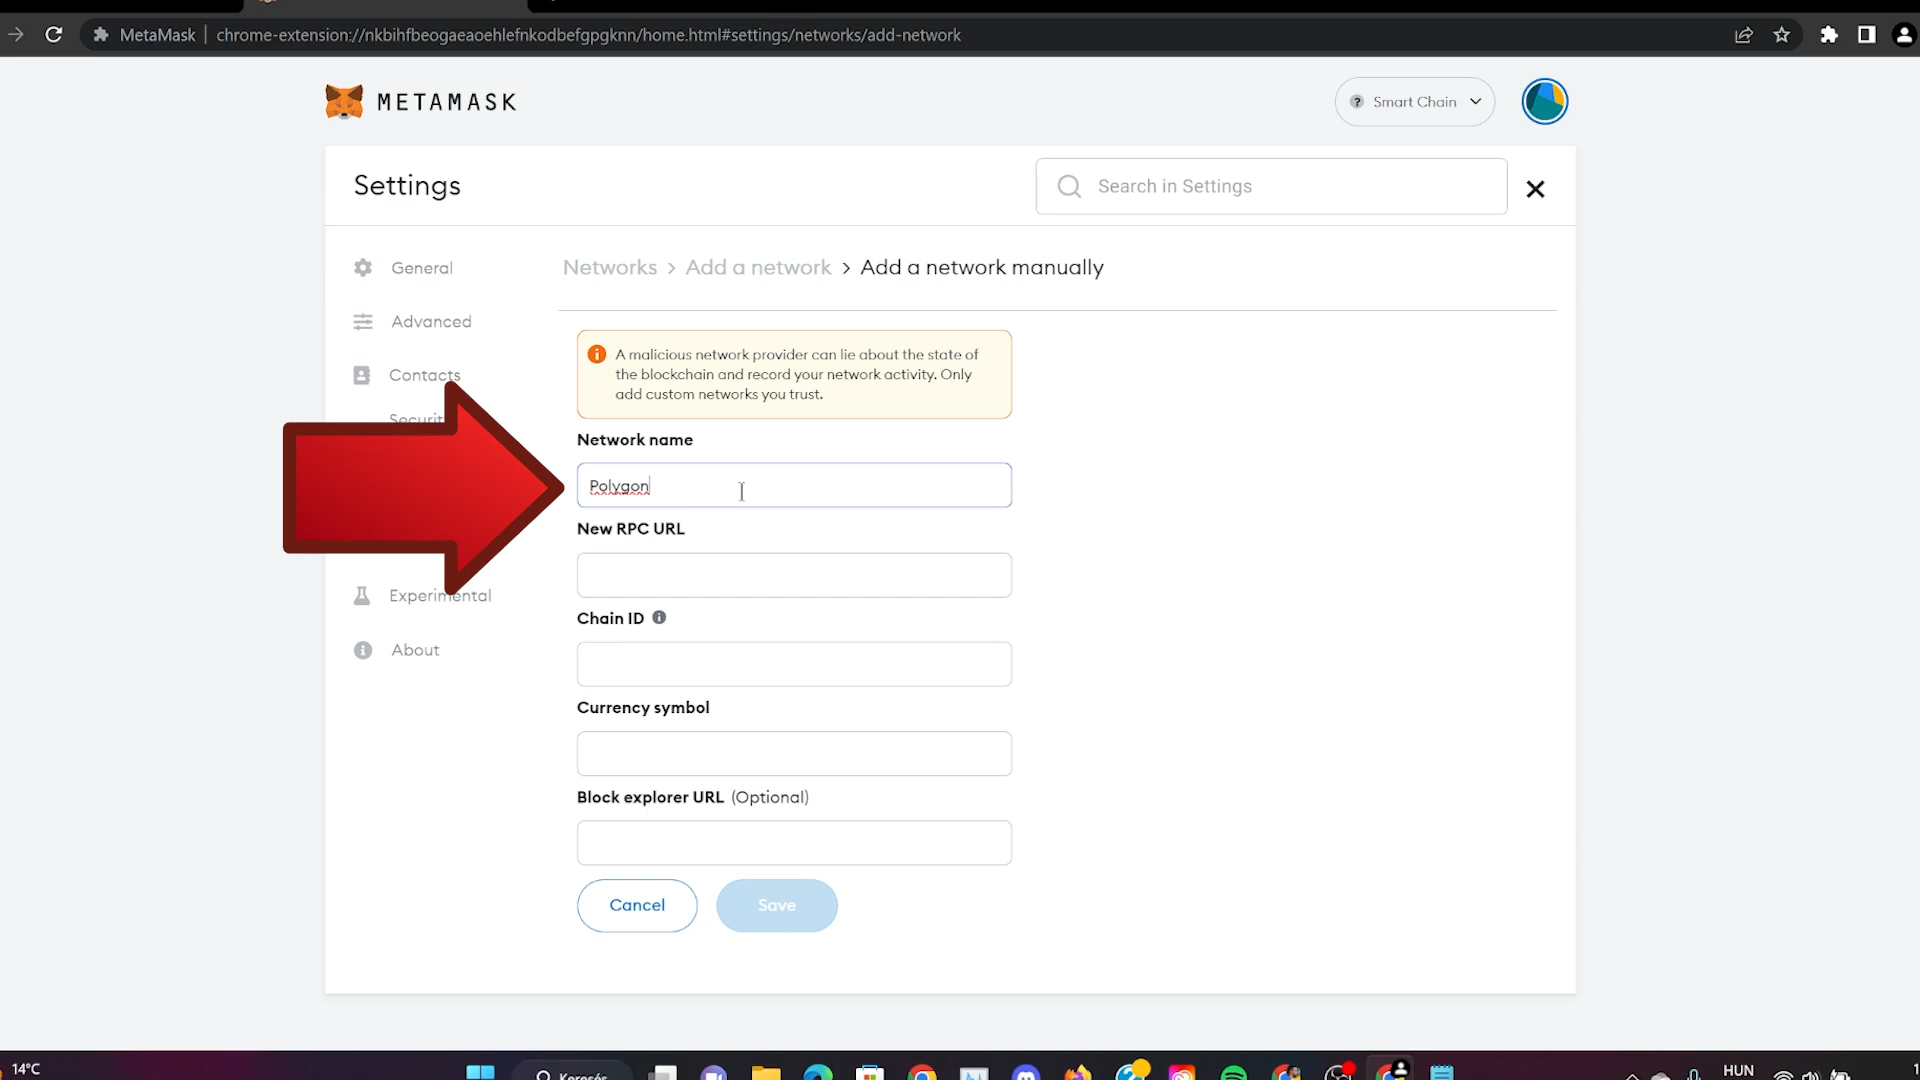 MetaMask
chrome-extension://nkbihfbeogaeaoehlefnkodbefgpgknn/home.html#settings/networks/add-network
METAMASK
Smart Chain
Settings
Search in Settings
General
Advanced
Contacts
Experimental
About
Networks > Add a network > Add a network manually
A malicious network provider can lie about the state of
the blockchain and record your network activity. Only
add custom networks you trust.
Network name
Polygon
New RPC URL
Chain ID
Currency symbol
Block explorer URL (Optional)
Cancel
Save
14°C
Keresés
HUN